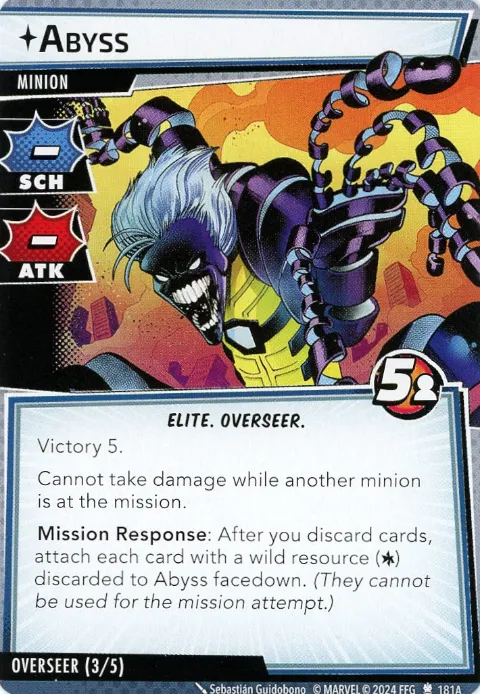 Abyss
MINION
-
SCH
-
ATK
5
ELITE. OVERSEER.
Victory 5.
Cannot take damage while another minion
is at the mission.
Mission Response: After you discard cards,
attach each card with a wild resource ( )
discarded to Abyss facedown. (They cannot
be used for the mission attempt.)
OVERSEER (3/5)
Sebastián Guidobono © MARVEL © 2024 FFG 181A